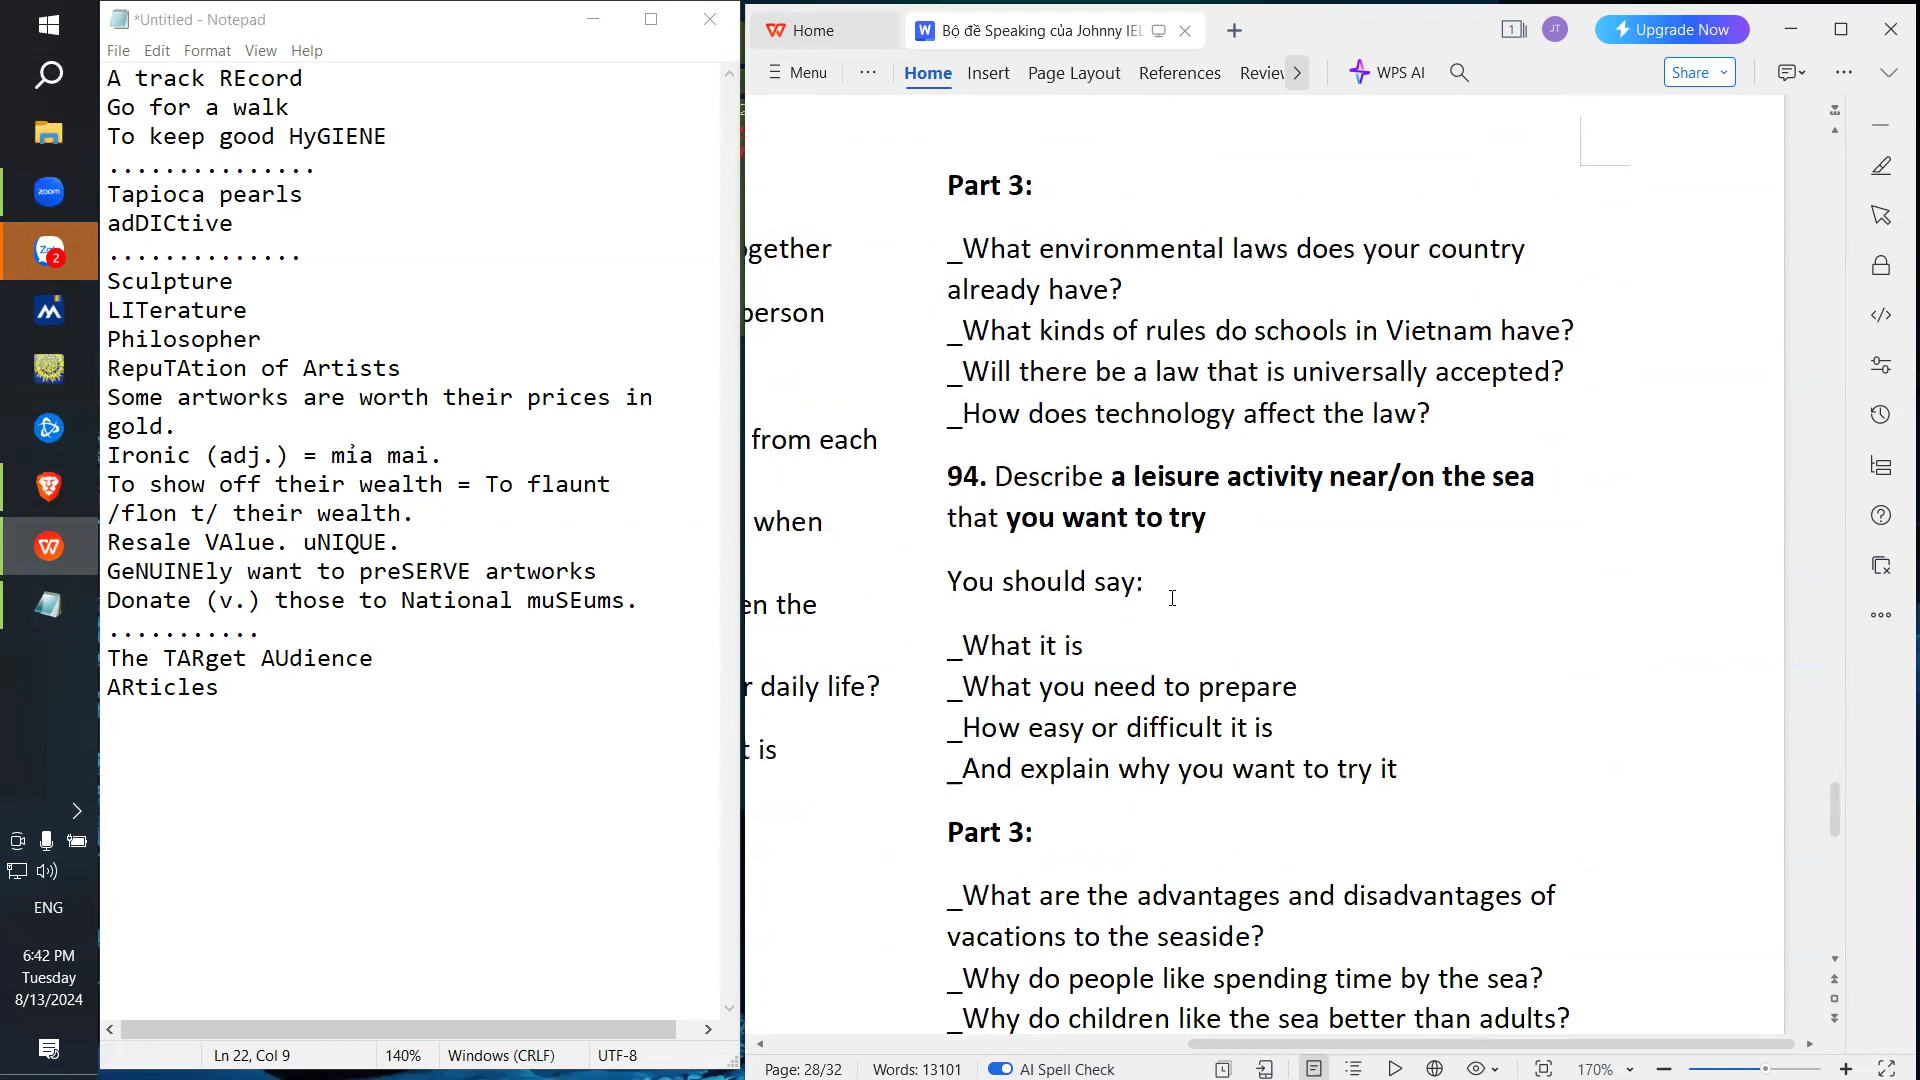 *Untitled - Notepad
File Edit Format View Help
A track REcord
Go for a walk
To keep good HyGIENE
...............
Tapioca pearls
adDICtive
..............
Sculpture
LITerature
Philosopher
RepuTAtion of Artists
Some artworks are worth their prices in
gold.
Ironic (adj.) = mỉa mai.
To show off their wealth = To flaunt
/flon t/ their wealth.
Resale VAlue. uNIQUE.
GeNUINEly want to preSERVE artworks
Donate (v.) those to National muSEums.
...........
The TARget AUdience
ARticles
Ln 22, Col 9 140% Windows (CRLF) UTF-8
zoom
2
ENG
6:42 PM
Tuesday
8/13/2024
Home
Bộ đề Speaking của Johnny IEL
1
JT
Upgrade Now
Menu
Home Insert Page Layout References Review
WPS AI
Share
ogether
person
from each
when
en the
r daily life?
t is
Part 3:
_What environmental laws does your country
already have?
_What kinds of rules do schools in Vietnam have?
_Will there be a law that is universally accepted?
_How does technology affect the law?
94. Describe a leisure activity near/on the sea
that you want to try
You should say:
_What it is
_What you need to prepare
_How easy or difficult it is
_And explain why you want to try it
Part 3:
_What are the advantages and disadvantages of
vacations to the seaside?
_Why do people like spending time by the sea?
_Why do children like the sea better than adults?
Page: 28/32 Words: 13101 AI Spell Check 170%